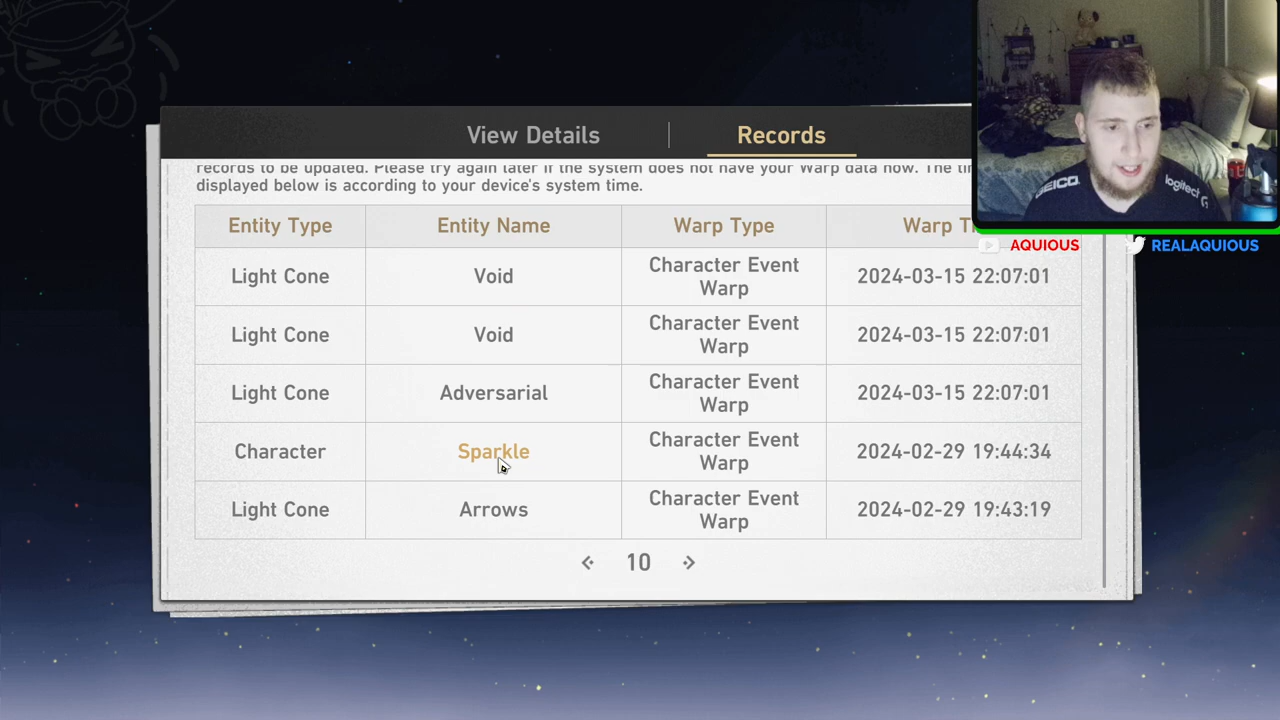 View Details
Records
records to be updated. Please try again later if the system does not have your Warp data now. The
displayed below is according to your device's system time.
Entity Type Entity Name Warp Type Warp
Light Cone Void Character Event Warp 2024-03-15 22:07:01
Light Cone Void Character Event Warp 2024-03-15 22:07:01
Light Cone Adversarial Character Event Warp 2024-03-15 22:07:01
Character Sparkle Character Event Warp 2024-02-29 19:44:34
Light Cone Arrows Character Event Warp 2024-02-29 19:43:19
10
GEICO
logitech G
AQUIOUS
REALAQUIOUS